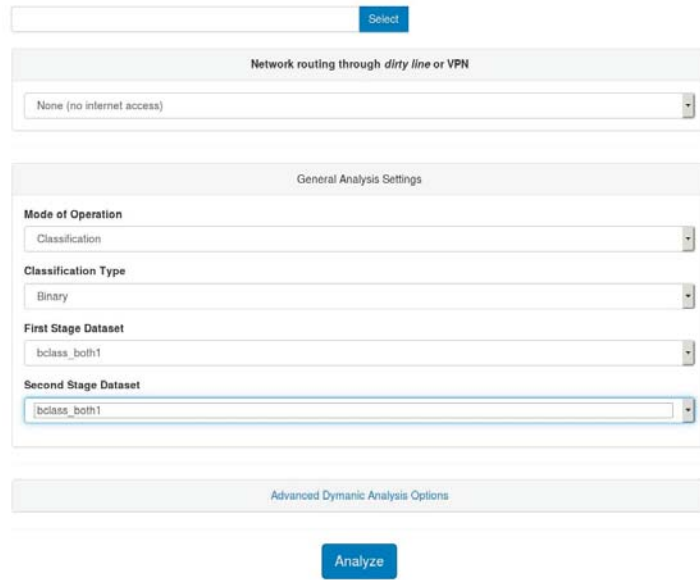 Select
Network routing through dirty line or VPN
None (no internet access)
General Analysis Settings
Mode of Operation
Classification
Classification Type
Binary
First Stage Dataset
bclass_both1
Second Stage Dataset
bclass_both1
Advanced Dymanic Analysis Options
Analyze